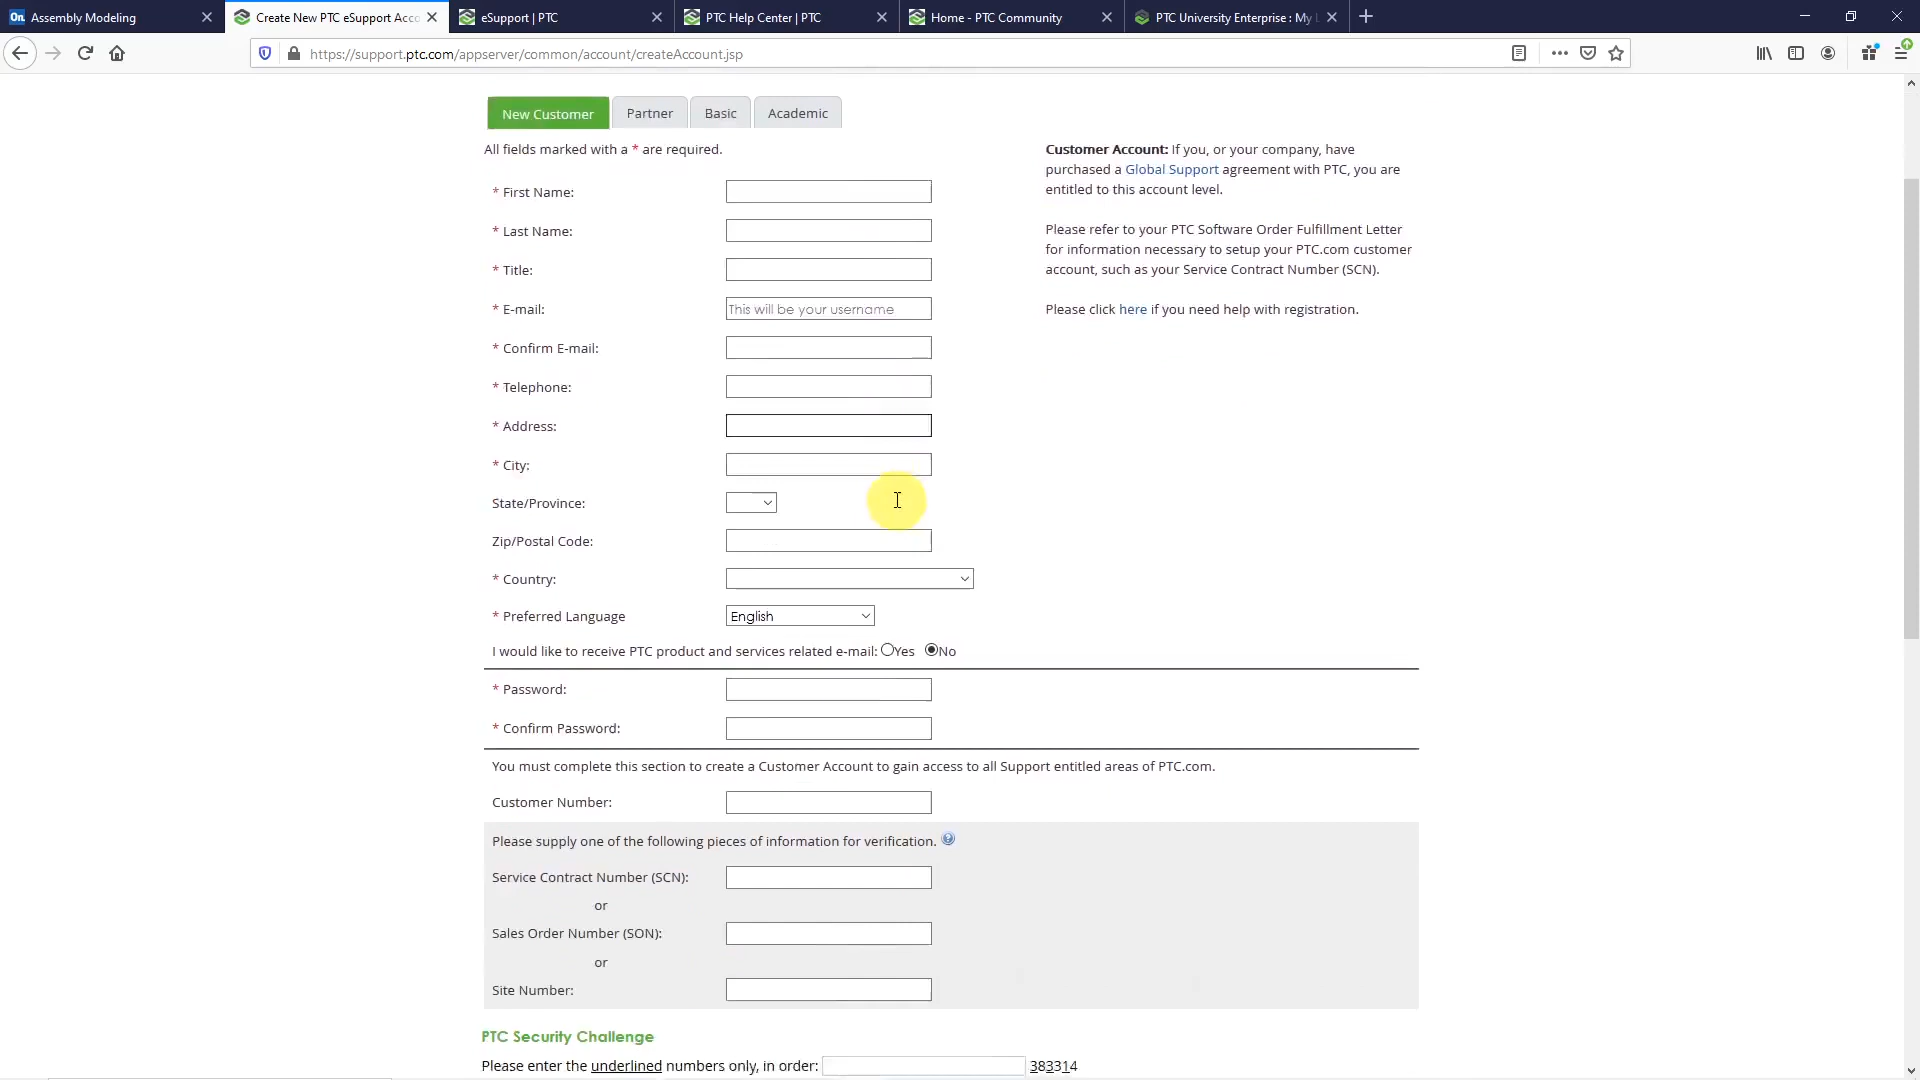 Assembly Modeling
Create New PTC eSupport Acco
eSupport | PTC
PTC Help Center | PTC
Home - PTC Community
PTC University Enterprise : My L
https://support.ptc.com/appserver/common/account/createAccount.jsp
New Customer
Partner
Basic
Academic
All fields marked with a * are required.
* First Name:
* Last Name:
* Title:
* E-mail:
This will be your username
* Confirm E-mail:
* Telephone:
* Address:
* City:
State/Province:
Zip/Postal Code:
* Country:
* Preferred Language
English
I would like to receive PTC product and services related e-mail: Yes No
* Password:
* Confirm Password:
You must complete this section to create a Customer Account to gain access to all Support entitled areas of PTC.com.
Customer Number:
Please supply one of the following pieces of information for verification.
Service Contract Number (SCN):
or
Sales Order Number (SON):
or
Site Number:
PTC Security Challenge
Please enter the underlined numbers only, in order:
383314
Customer Account: If you, or your company, have
purchased a Global Support agreement with PTC, you are
entitled to this account level.
Please refer to your PTC Software Order Fulfillment Letter
for information necessary to setup your PTC.com customer
account, such as your Service Contract Number (SCN).
Please click here if you need help with registration.